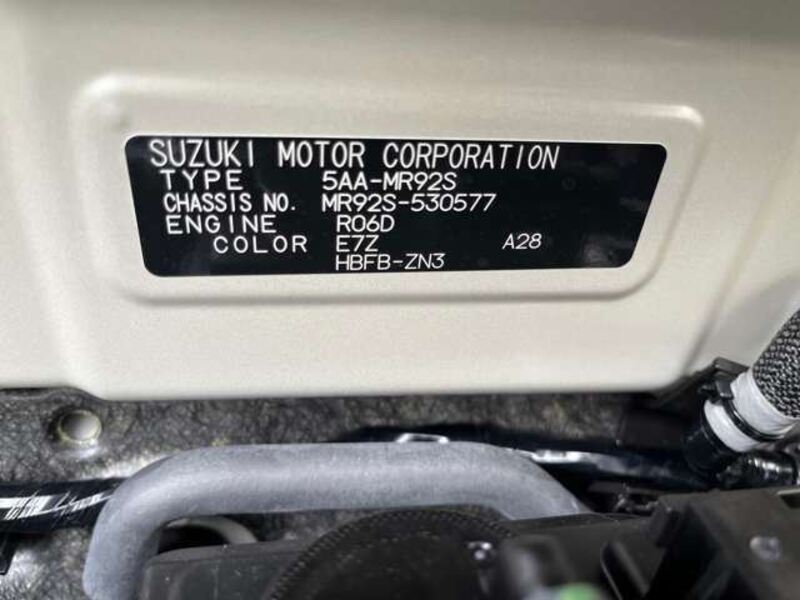 SUZUKI MOTOR CORPORATION
TYPE 5AA-MR92S
CHASSIS NO. MR92S-530577
ENGINE R06D
COLOR E7Z A28
HBFB-ZN3